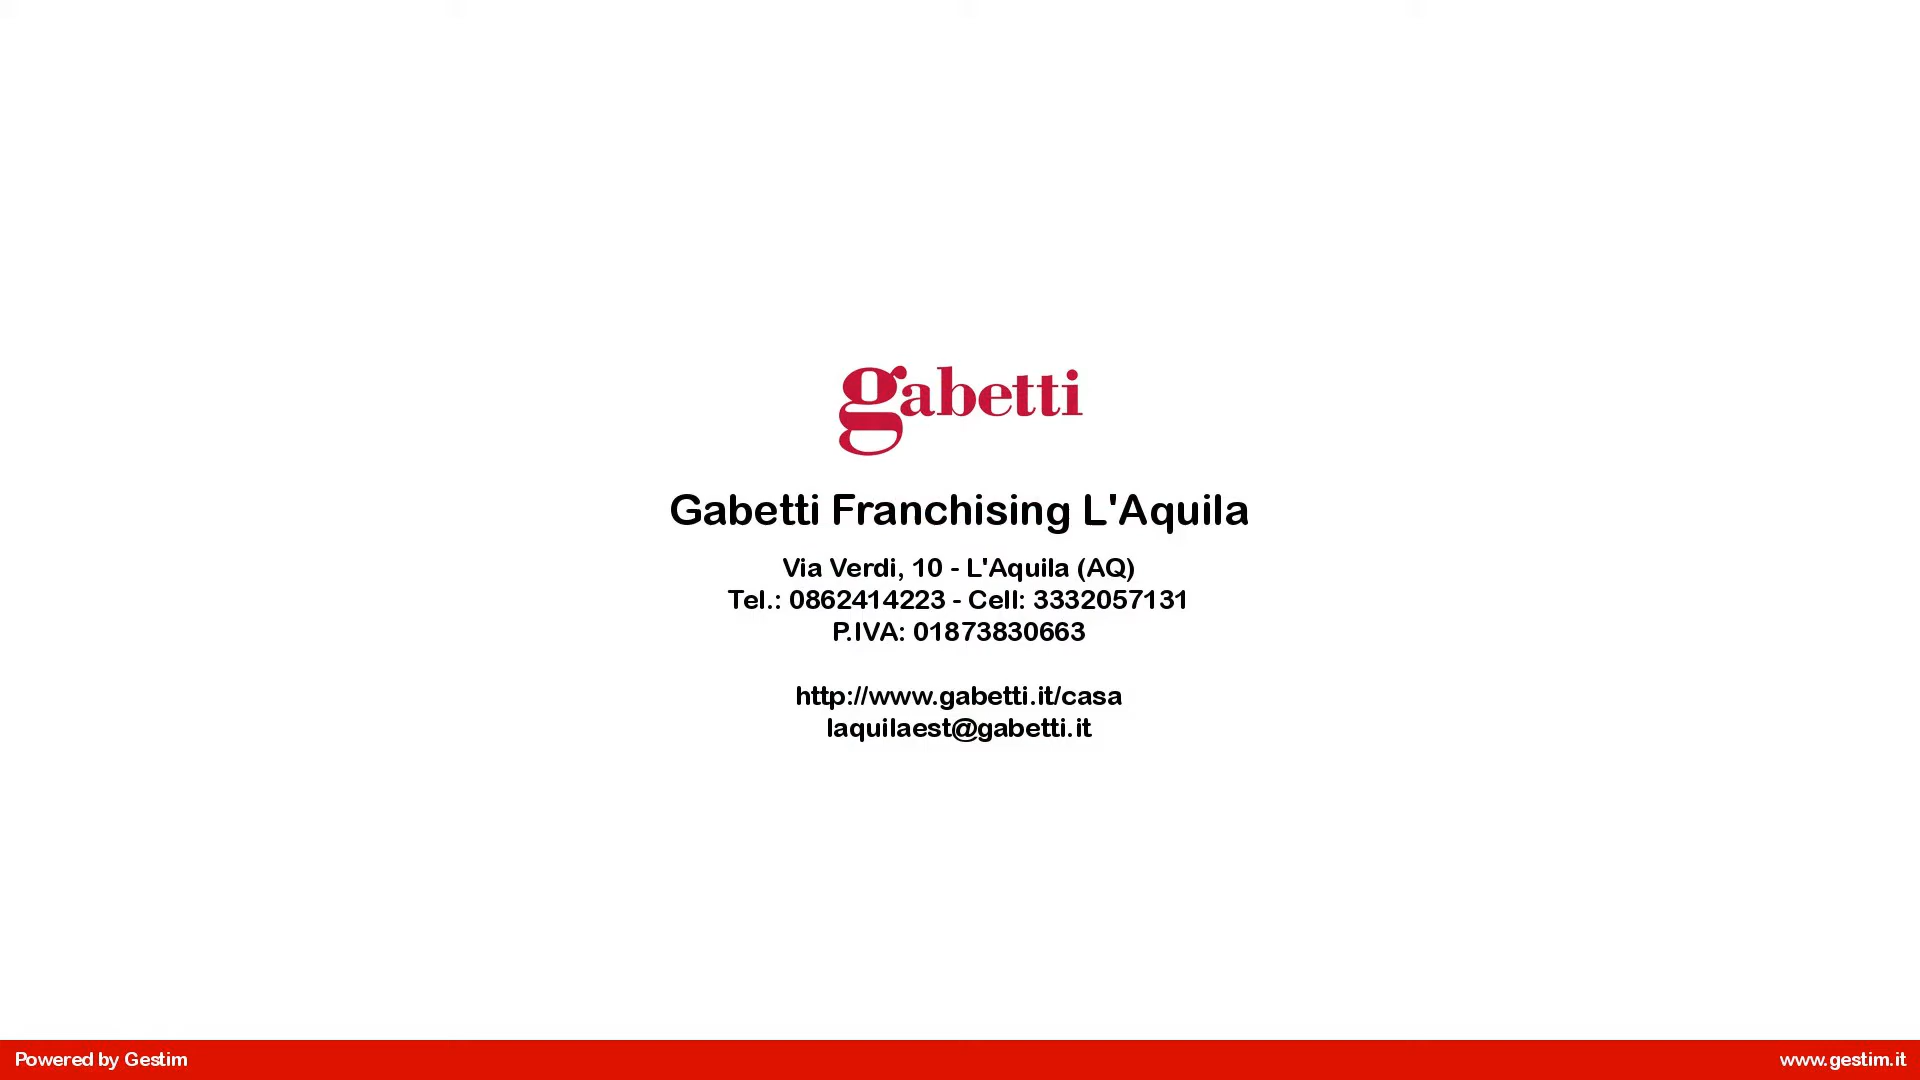 gabetti
Gabetti Franchising L'Aquila
Via Verdi, 10 - L'Aquila (AQ)
Tel.: 0862414223 - Cell: 3332057131
P.IVA: 01873830663
http://www.gabetti.it/casa
laquilaest@gabetti.it
Powered by Gestim
www.gestim.it